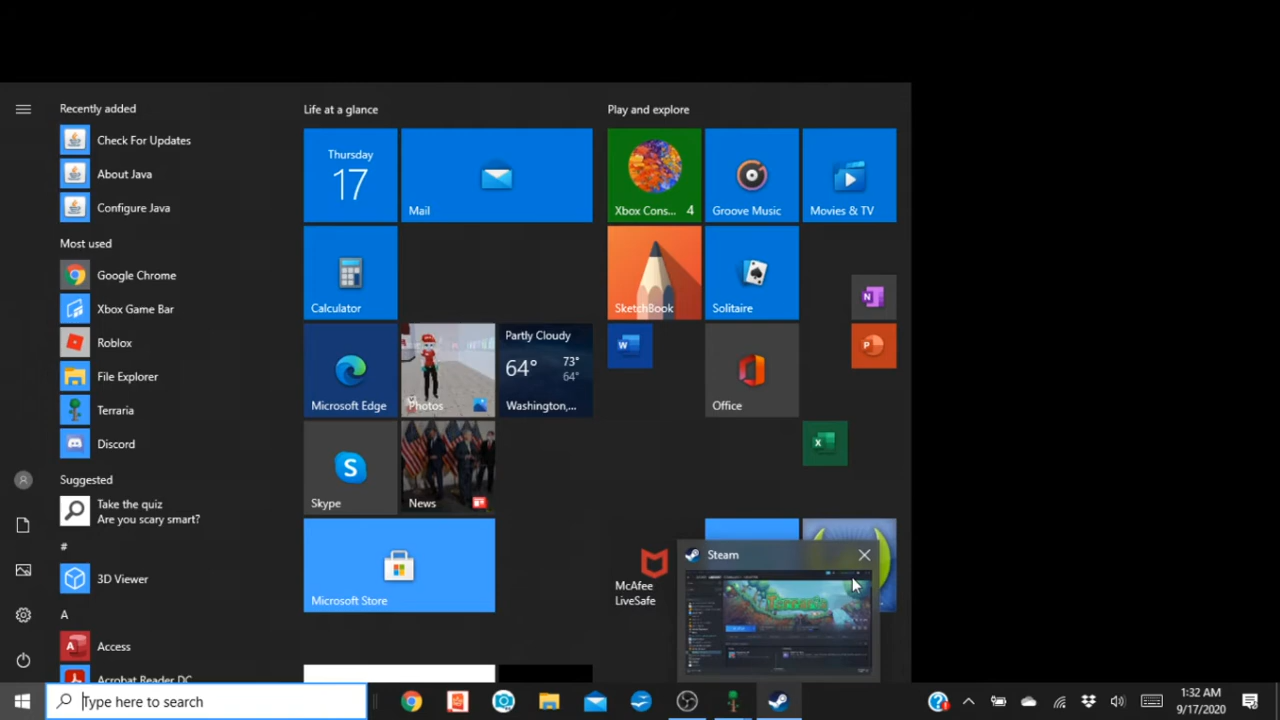 Recently added
Check For Updates
About Java
Configure Java
Most used
Google Chrome
Xbox Game Bar
Roblox
File Explorer
Terraria
Discord
Suggested
Take the quiz
Are you scary smart?
#
3D Viewer
A
Access
Acrobat Reader DC
Life at a glance
Thursday
17
Mail
Calculator
Microsoft Edge
Photos
Partly Cloudy
64°
73°
64°
Washington,...
Skype
News
Microsoft Store
Play and explore
Xbox Cons... 4
Groove Music
Movies & TV
SketchBook
Solitaire
N
W
Office
P
X
McAfee
LiveSafe
Steam
Type here to search
1:32 AM
9/17/2020